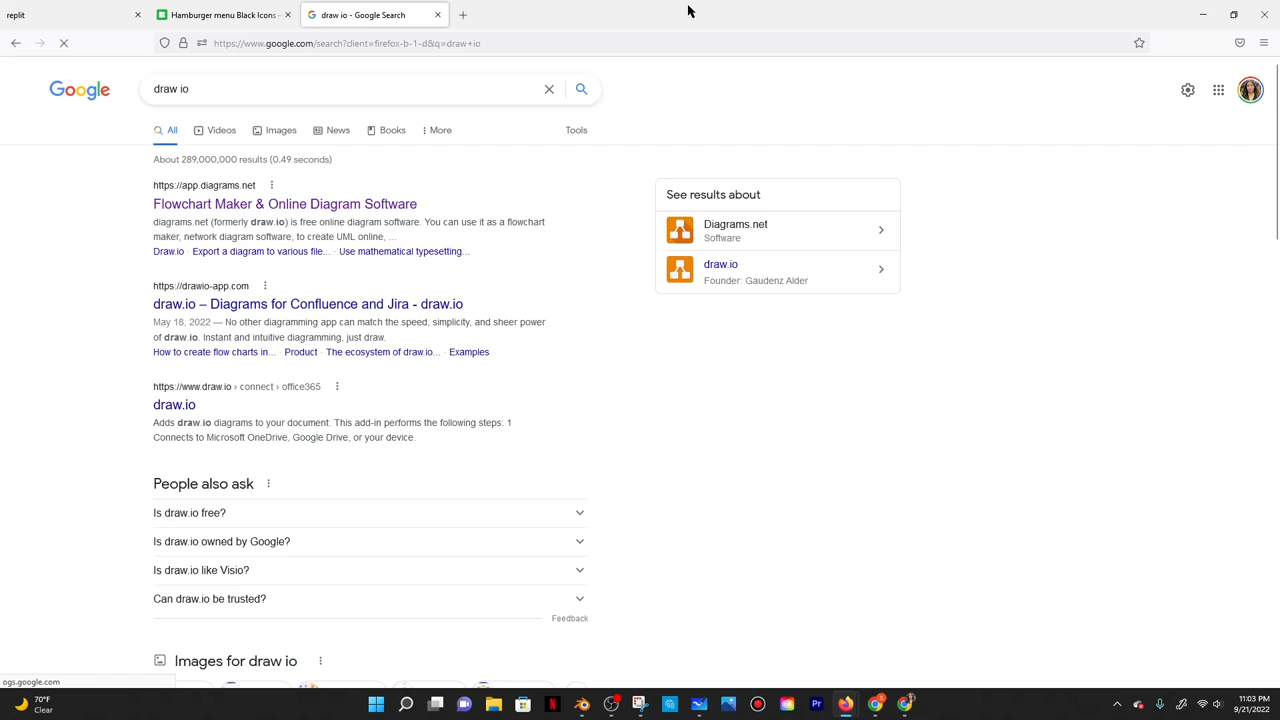 replit
Hamburger menu Black Icons –
draw io - Google Search
https://www.google.com/search?client=firefox-b-1-d&q=draw+io
Google
draw io
All
Videos
Images
News
Books
More
Tools
About 289,000,000 results (0.49 seconds)
https://app.diagrams.net
Flowchart Maker & Online Diagram Software
diagrams.net (formerly draw.io) is free online diagram software. You can use it as a flowchart
maker, network diagram software, to create UML online, ...
Draw.io · Export a diagram to various file... · Use mathematical typesetting...
See results about
Diagrams.net
Software
draw.io
Founder: Gaudenz Alder
https://drawio-app.com
draw.io – Diagrams for Confluence and Jira - draw.io
May 18, 2022 — No other diagramming app can match the speed, simplicity, and sheer power
of draw.io. Instant and intuitive diagramming, just draw.
How to create flow charts in... · Product · The ecosystem of draw.io... · Examples
https://www.draw.io › connect › office365
draw.io
Adds draw.io diagrams to your document. This add-in performs the following steps: 1
Connects to Microsoft OneDrive, Google Drive, or your device.
People also ask
Is draw.io free?
Is draw.io owned by Google?
Is draw.io like Visio?
Can draw.io be trusted?
Feedback
Images for draw io
ogs.google.com
70°F
Clear
11:03 PM
9/21/2022